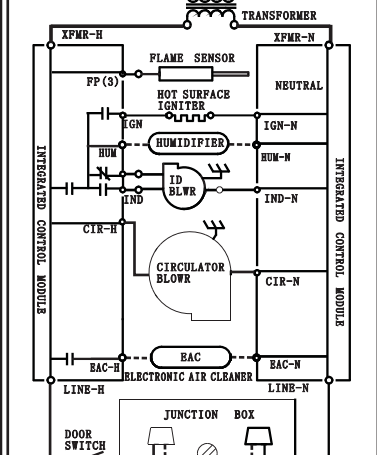 TRANSFORMER
XFMR-H
XFMR-N
FLAME SENSOR
FP(3)
HOT SURFACE
IGNITER
NEUTRAL
IGN
IGN-N
HUM
HUMIDIFIER
HUM-N
ID
BLWR
IND
IND-N
INTEGRATED CONTROL MODULE
INTEGRATED CONTROL MODULE
CIR-H
CIRCULATOR
BLOWR
CIR-N
EAC-H
EAC
EAC-N
ELECTRONIC AIR CLEANER
LINE-H
LINE-N
JUNCTION BOX
DOOR
SWITCH